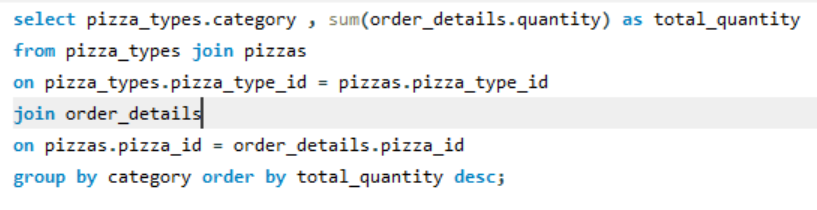 select pizza_types.category , sum(order_details.quantity) as total_quantity
from pizza_types join pizzas
on pizza_types.pizza_type_id = pizzas.pizza_type_id
join order_details
on pizzas.pizza_id = order_details.pizza_id
group by category order by total_quantity desc;